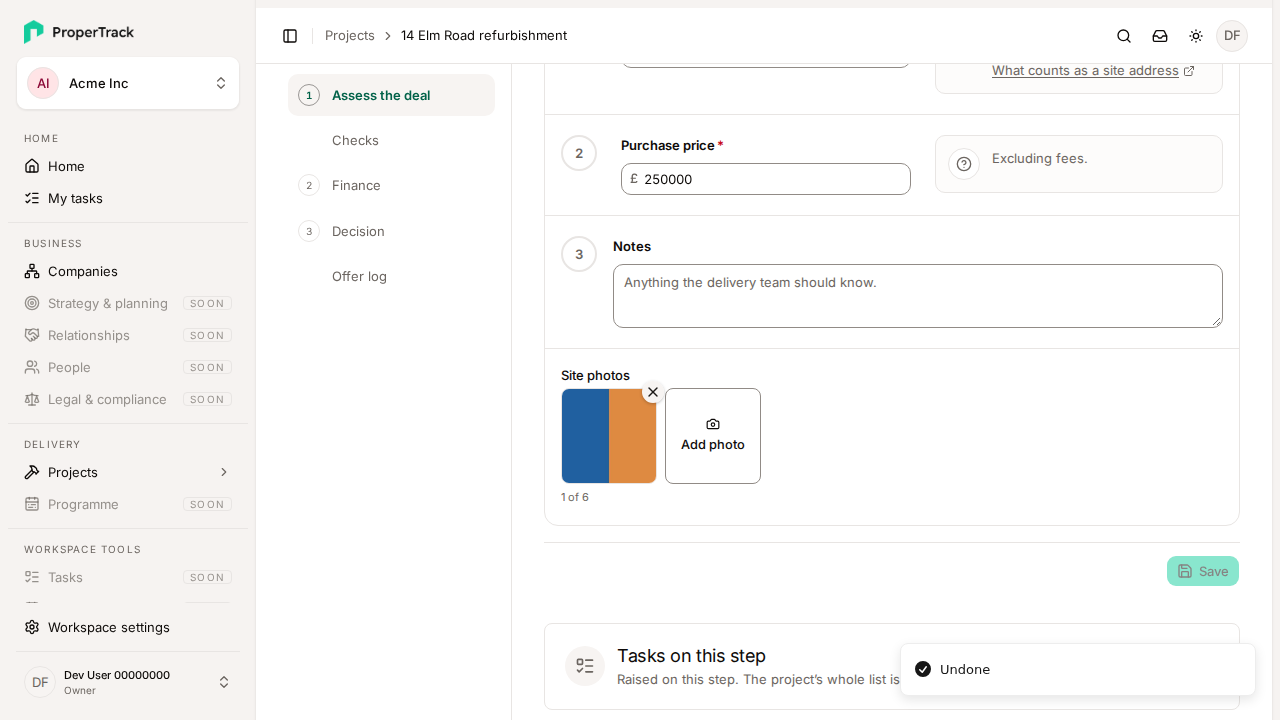 ProperTrack
AI
Acme Inc
HOME
Home
My tasks
BUSINESS
Companies
Strategy & planning SOON
Relationships SOON
People SOON
Legal & compliance SOON
DELIVERY
Projects
Programme SOON
WORKSPACE TOOLS
Tasks SOON
Workspace settings
DF
Dev User 00000000
Owner
Projects > 14 Elm Road refurbishment
DF
1 Assess the deal
Checks
2 Finance
3 Decision
Offer log
What counts as a site address
2
Purchase price *
£ 250000
Excluding fees.
3
Notes
Anything the delivery team should know.
Site photos
Add photo
1 of 6
Save
Tasks on this step
Raised on this step. The project's whole list is
Undone